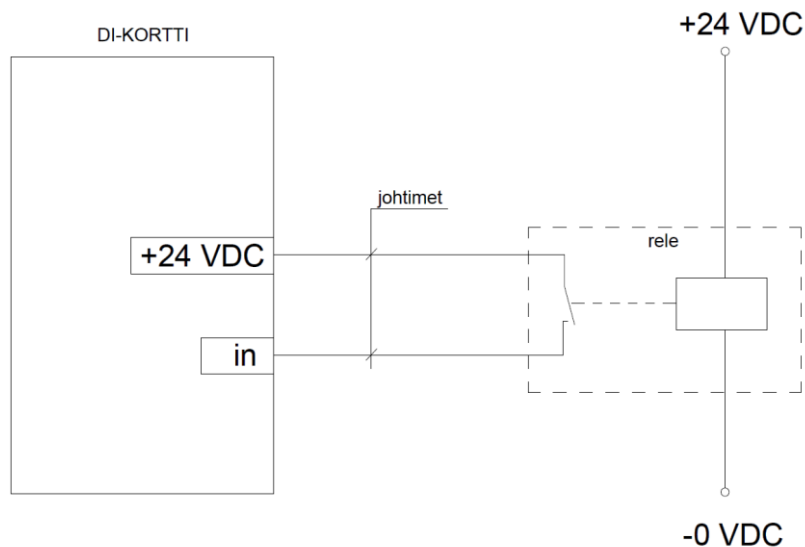 +24 VDC
DI-KORTTI
johtimet
rele
+24 VDC
in
-0 VDC